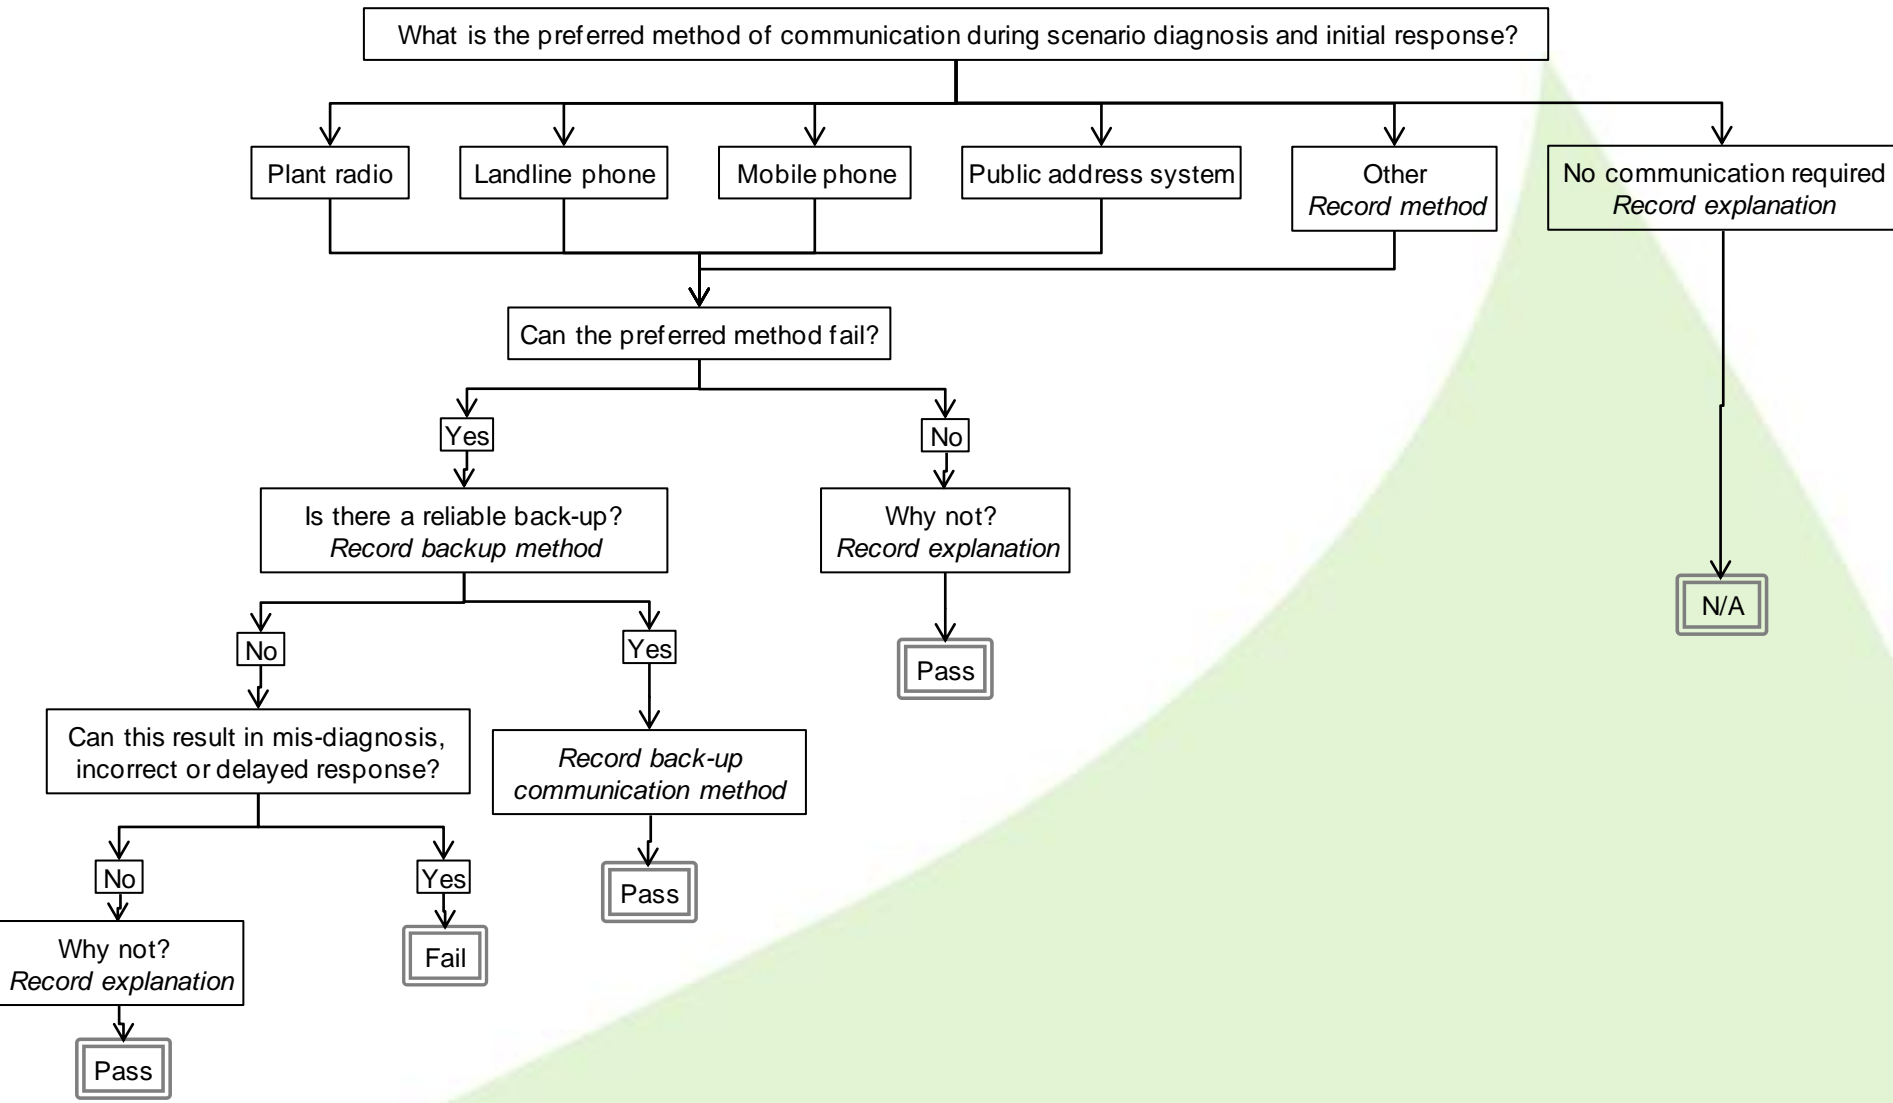 What is the preferred method of communication during scenario diagnosis and initial response?
Plant radio
Landline phone
Mobile phone
Public address system
Other
Record method
No communication required
Record explanation
Can the preferred method fail?
Yes
No
Is there a reliable back-up?
Record backup method
Why not?
Record explanation
N/A
No
Yes
Pass
Can this result in mis-diagnosis,
incorrect or delayed response?
Record back-up
communication method
No
Yes
Pass
Why not?
Record explanation
Fail
Pass